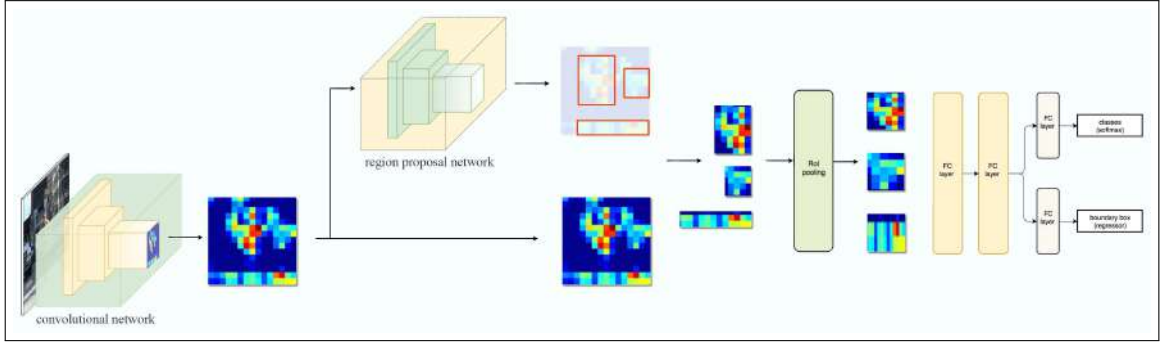 region proposal network
convolutional network
RoI
pooling
FC
layer
FC
layer
FC
layer
classes
(softmax)
FC
layer
boundary box
(regressor)